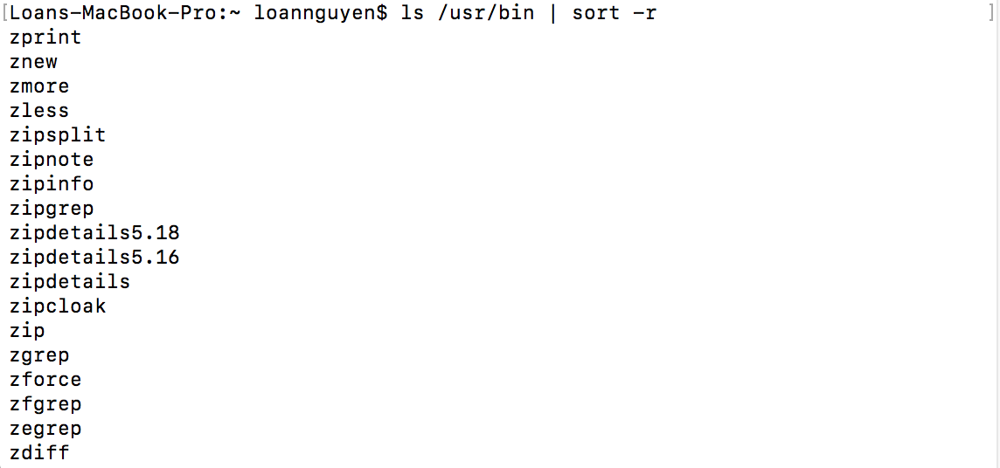 [Loans-MacBook-Pro:~ loannguyen$ ls /usr/bin | sort -r ]
zprint
znew
zmore
zless
zipsplit
zipnote
zipinfo
zipgrep
zipdetails5.18
zipdetails5.16
zipdetails
zipcloak
zip
zgrep
zforce
zfgrep
zegrep
zdiff